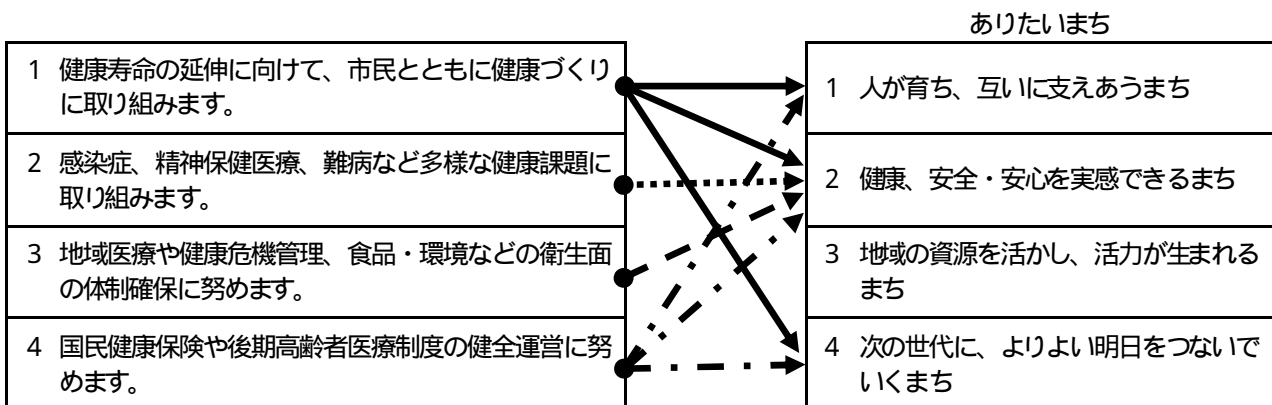 ありたいまち
1 健康寿命の延伸に向けて、市民とともに健康づくり
に取り組みます。
2 感染症、精神保健医療、難病など多様な健康課題に
取り組みます。
3 地域医療や健康危機管理、食品・環境などの衛生面
の体制確保に努めます。
4 国民健康保険や後期高齢者医療制度の健全運営に努
めます。
1 人が育ち、互いに支えあうまち
2 健康、安全・安心を実感できるまち
3 地域の資源を活かし、活力が生まれる
まち
4 次の世代に、よりよい明日をつないで
いくまち